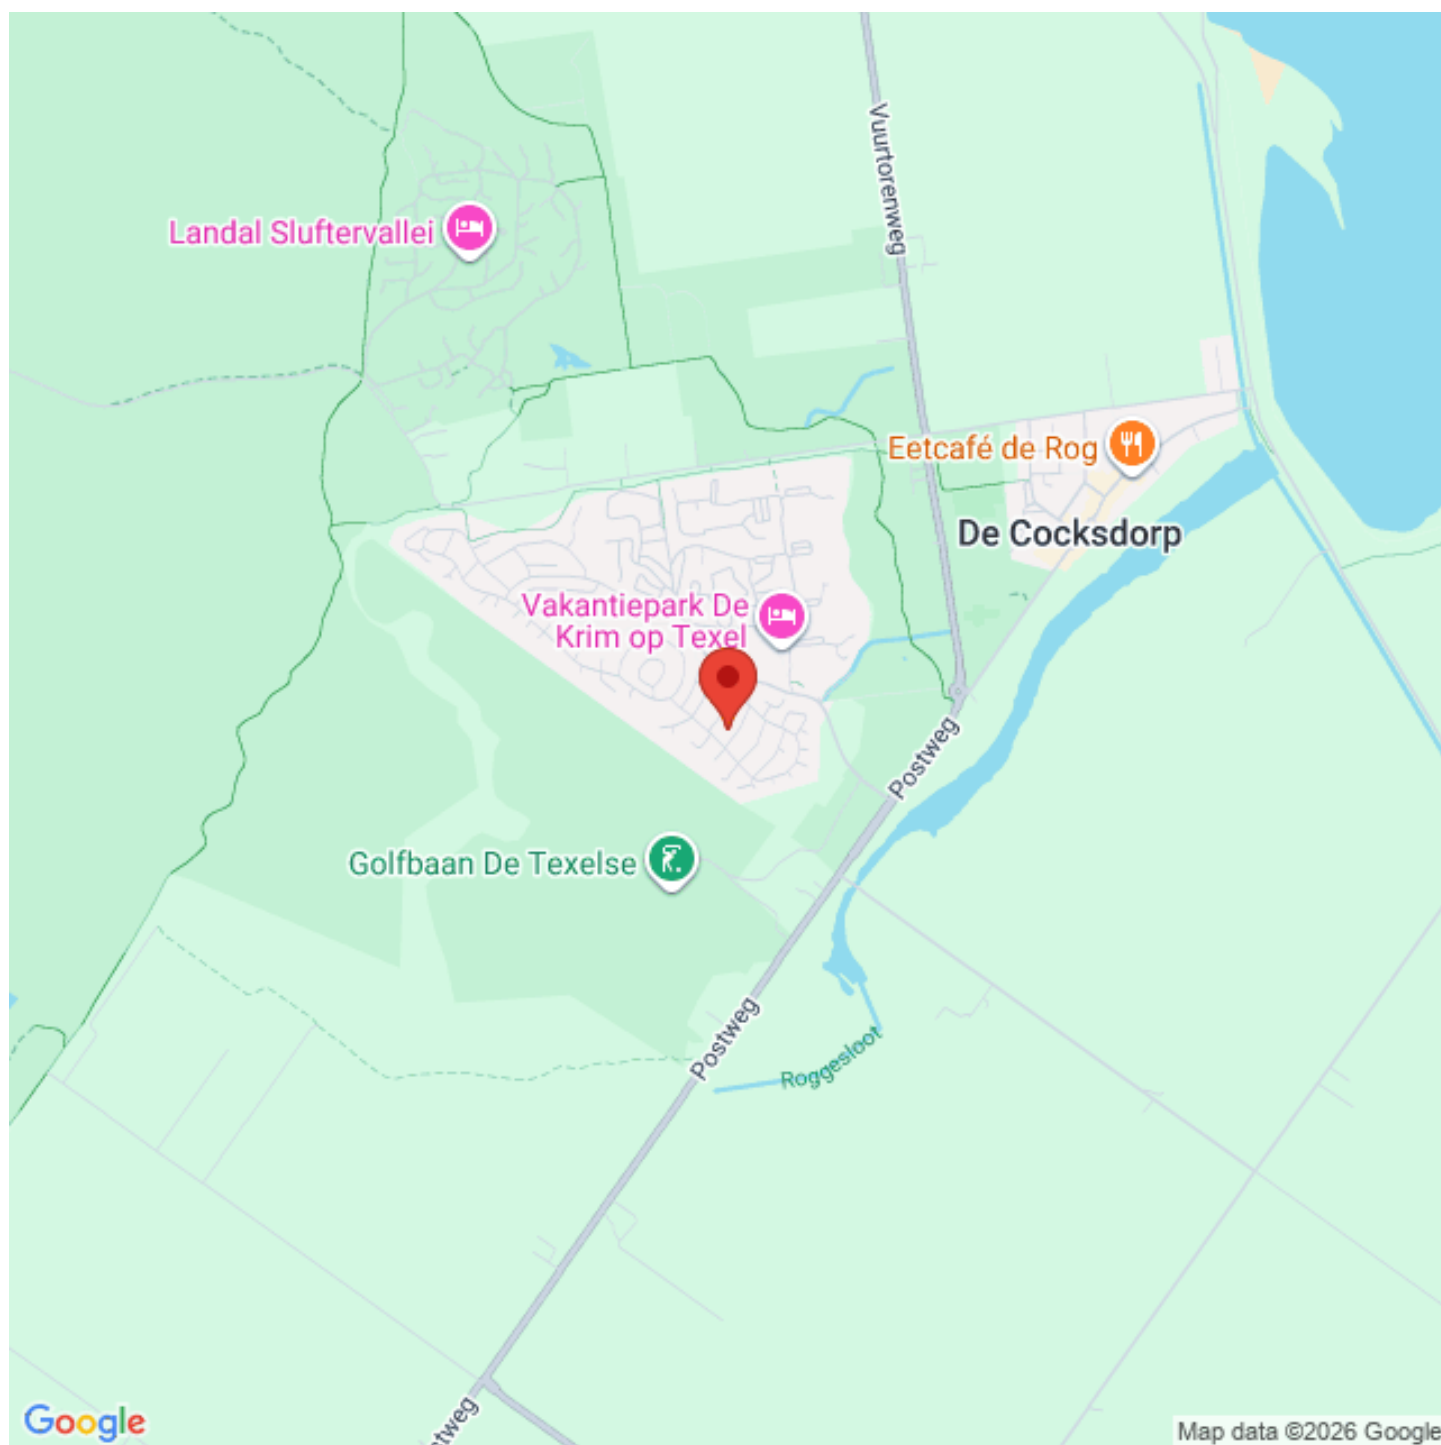 Vuurtorenweg
Landal Sluftervallei
Eetcafé de Rog
De Cocksdorp
Vakantiepark De
Krim op Texel
Postweg
Golfbaan De Texelse
Postweg
Roggesloot
tweg
Google
Map data ©2026 Google